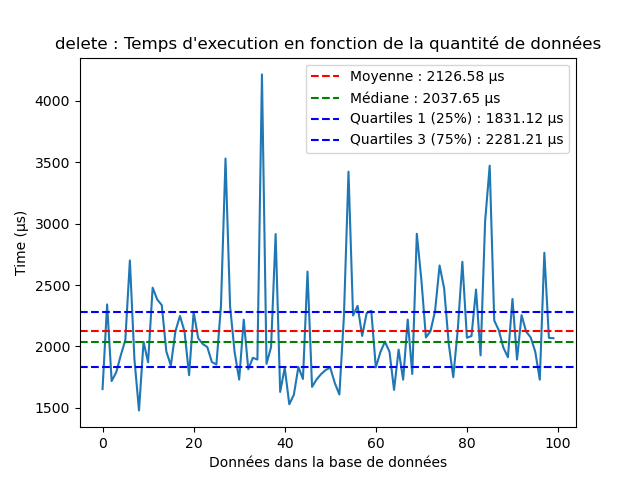 delete : Temps d'execution en fonction de la quantité de données
Moyenne : 2126.58 µs
Médiane : 2037.65 µs
Quartiles 1 (25%) : 1831.12 µs
Quartiles 3 (75%) : 2281.21 µs
Time (µs)
4000
3500
3000
2500
2000
1500
0 20 40 60 80 100
Données dans la base de données